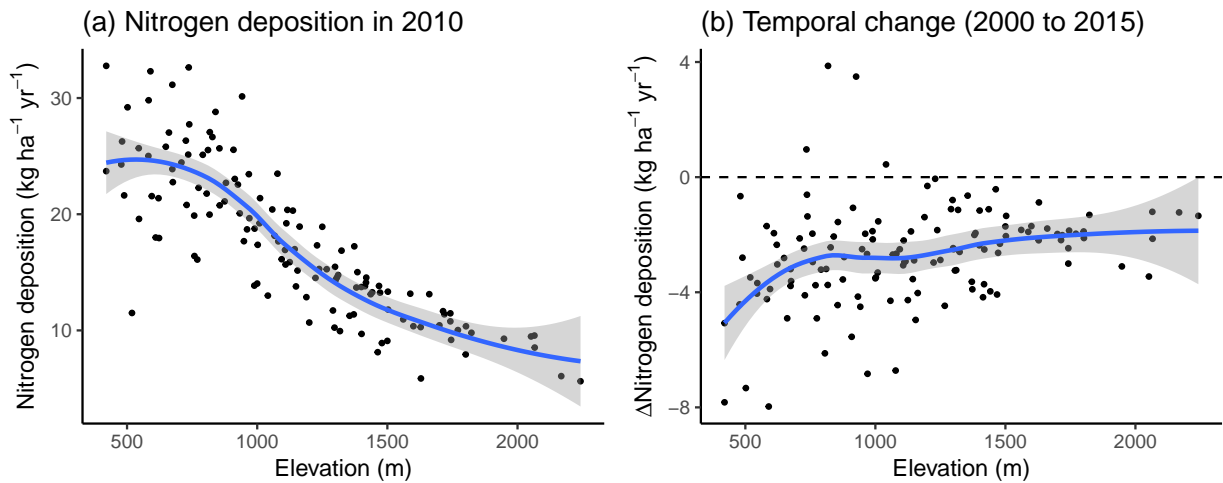 (a) Nitrogen deposition in 2010
Nitrogen deposition (kg ha⁻¹ yr⁻¹)
30
20
10
500 1000 1500 2000
Elevation (m)
(b) Temporal change (2000 to 2015)
ΔNitrogen deposition (kg ha⁻¹ yr⁻¹)
4
0
−4
−8
500 1000 1500 2000
Elevation (m)